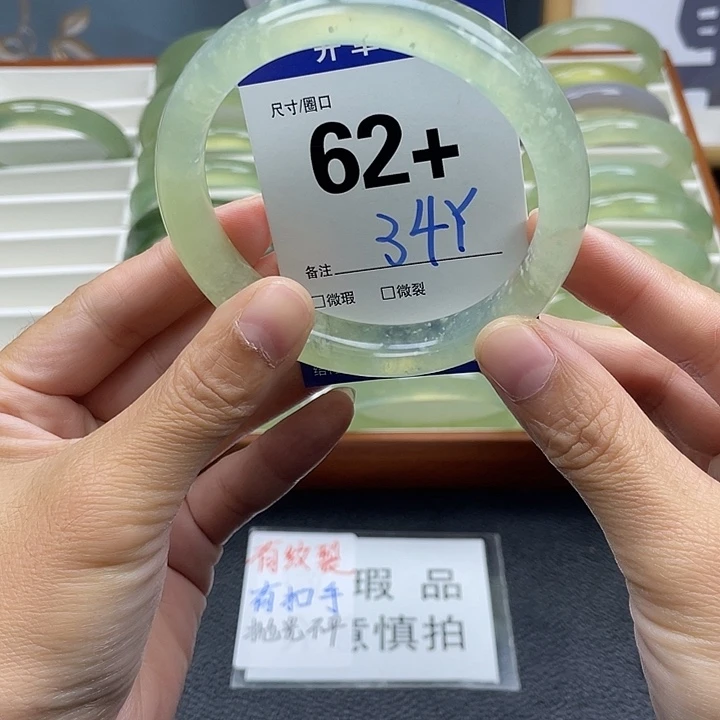 尺寸/圈口
62+
34Y
备注
□微瑕 □微裂
有纹裂
有扣手
抛光不平
瑕 品
慎拍